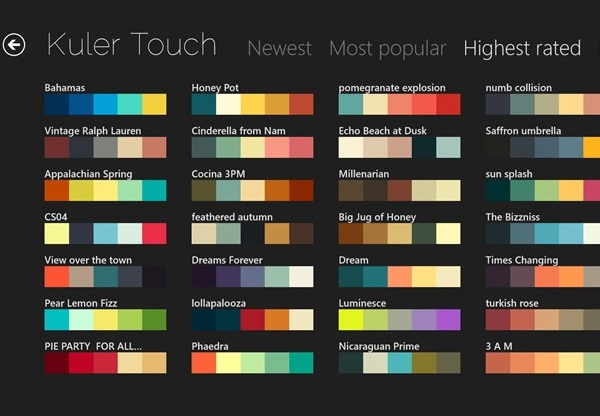 Kuler Touch Newest Most popular Highest rated
Bahamas Honey Pot pomegranate explosion numb collision
Vintage Ralph Lauren Cinderella from Nam Echo Beach at Dusk Saffron umbrella
Appalachian Spring Cocina 3PM Millenarian sun splash
CS04 feathered autumn Big Jug of Honey The Bizzniss
View over the town Dreams Forever Dream Times Changing
Pear Lemon Fizz lollapalooza Luminesce turkish rose
PIE PARTY FOR ALL... Phaedra Nicaraguan Prime 3 A M